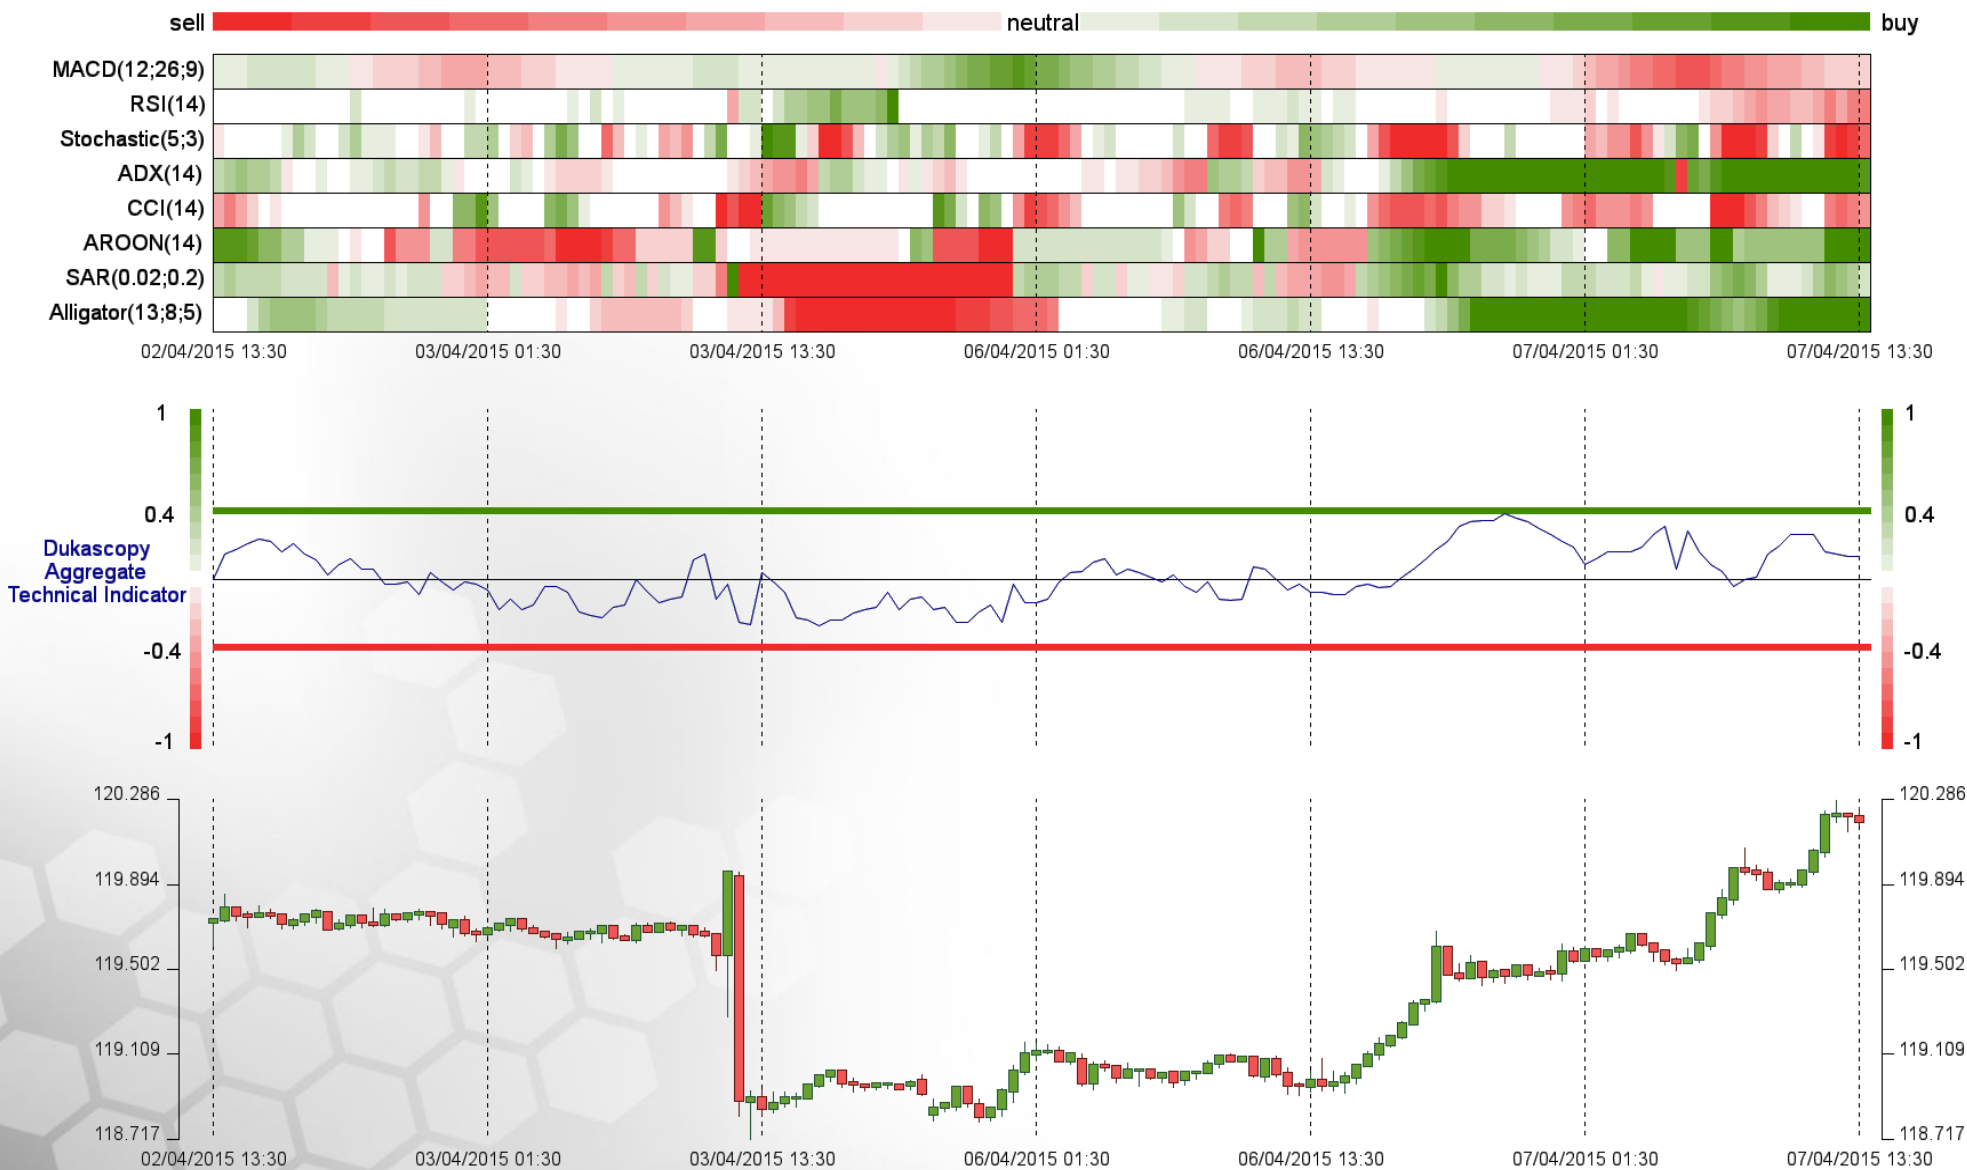 sell neutral buy
MACD(12;26;9)
RSI(14)
Stochastic(5;3)
ADX(14)
CCI(14)
AROON(14)
SAR(0.02;0.2)
Alligator(13;8;5)
02/04/2015 13:30 03/04/2015 01:30 03/04/2015 13:30 06/04/2015 01:30 06/04/2015 13:30 07/04/2015 01:30 07/04/2015 13:30
1 1
0.4 0.4
Dukascopy
Aggregate
Technical Indicator
-0.4 -0.4
-1 -1
120.286 120.286
119.894 119.894
119.502 119.502
119.109 119.109
118.717 118.717
02/04/2015 13:30 03/04/2015 01:30 03/04/2015 13:30 06/04/2015 01:30 06/04/2015 13:30 07/04/2015 01:30 07/04/2015 13:30